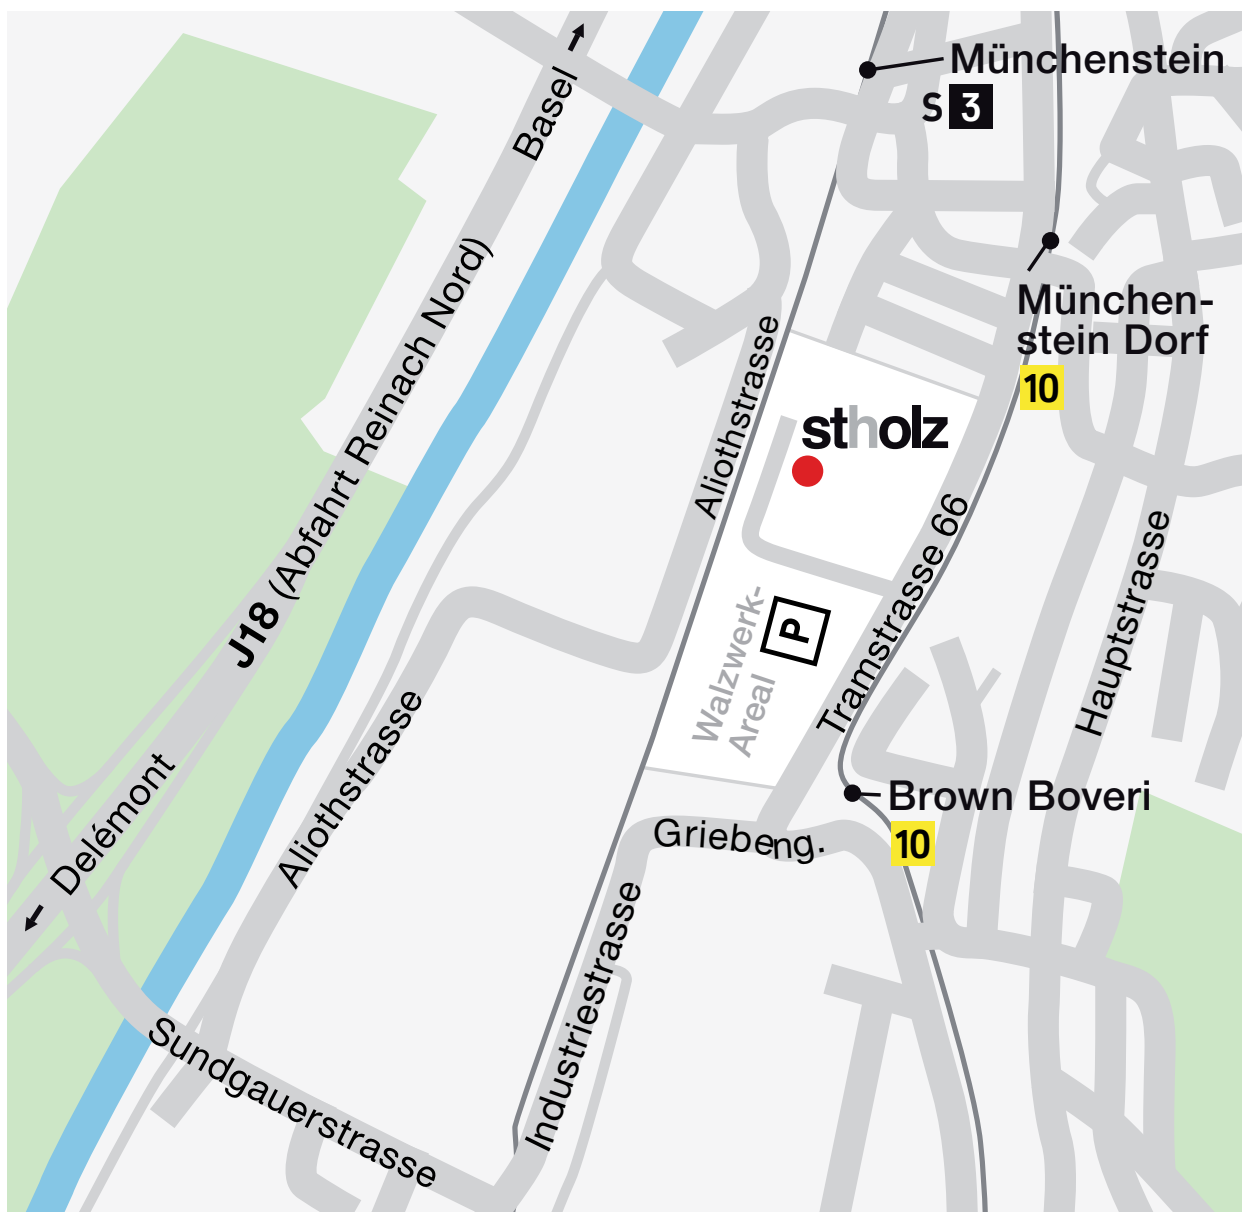 Münchenstein
S 3
Basel
München-
stein Dorf
10
J18 (Abfahrt Reinach Nord)
Aliothstrasse
stholz
Tramstrasse 66
Hauptstrasse
Walzwerk-
Areal
P
Delémont
Aliothstrasse
Brown Boveri
10
Griebeng.
Industriestrasse
Sundgauerstrasse